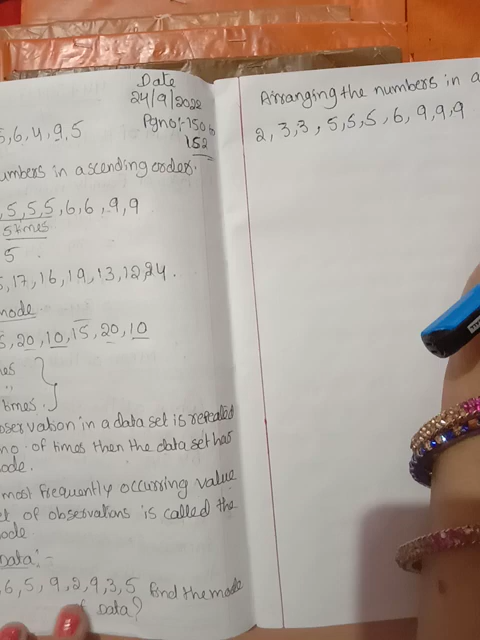 Date
24/9/2022
Pgno:- 150 to
152
5,6,4,9,5
numbers in ascending order.
,5,5,5,6,6,9,9
5 times
5
5,17,16,19,13,12,24.
mode
5,20,10,15,20,10
times.
observation in a data set is repeated
no of times then the data set has
mode.
most frequently occurring value
of observations is called the
mode.
Data:-
6,5,9,2,9,3,5 find the mode
of Data?
Arranging the numbers in a
2,3,3,5,5,5,6,9,9,9